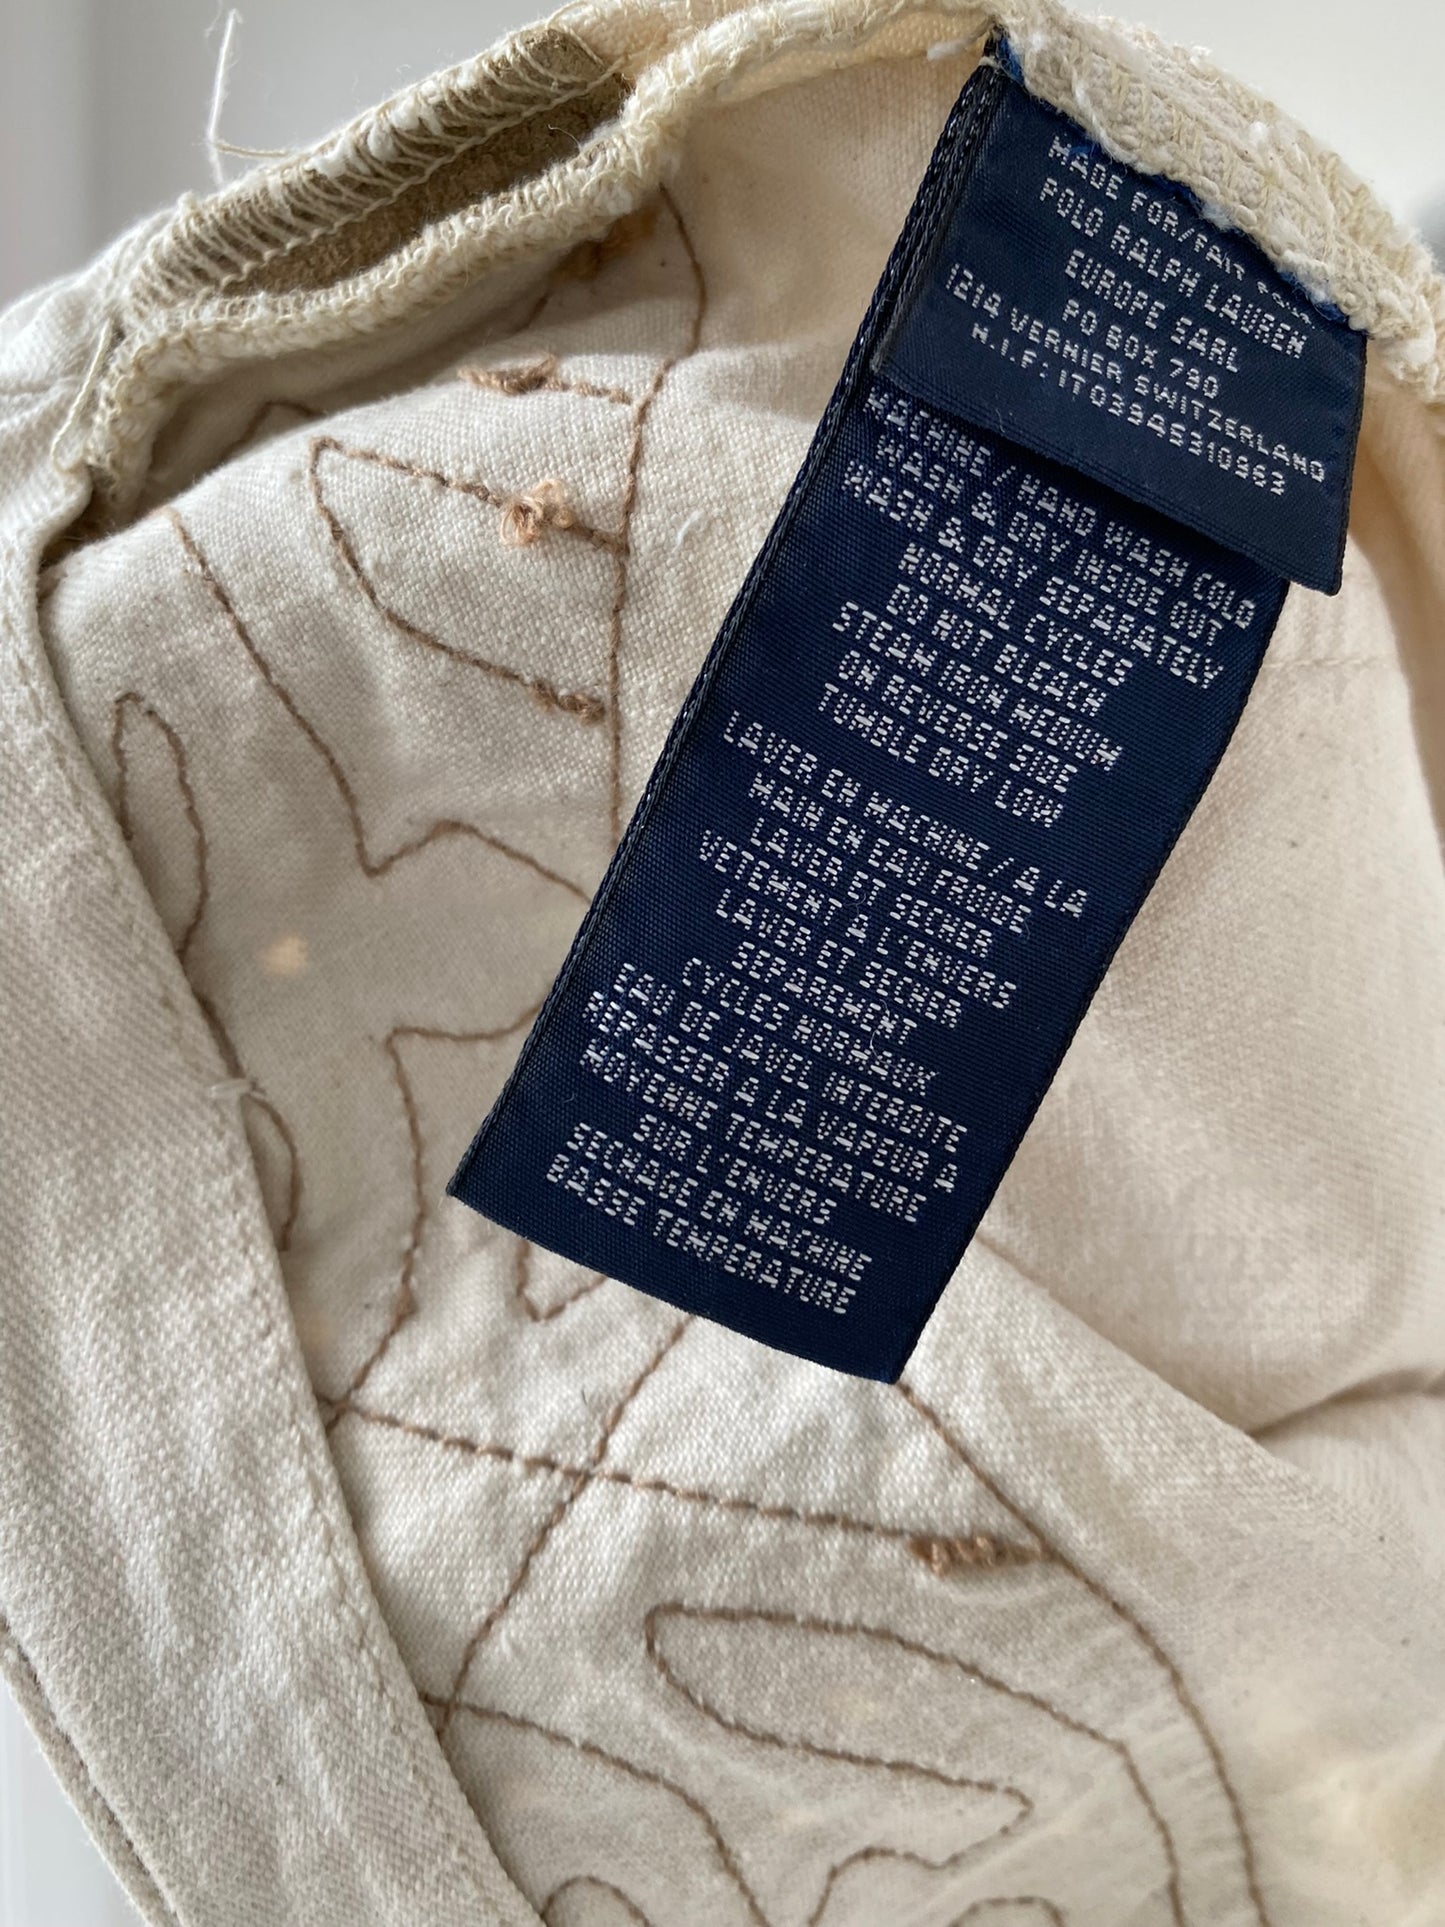 MADE FOR/FAIT POUR
POLO RALPH LAUREN
EUROPE SARL
PO BOX 790
1214 VERNIER SWITZERLAND
N.I.F: IT03945310963
MACHINE/HAND WASH COLD
WASH & DRY INSIDE OUT
WASH & DRY SEPARATELY
NORMAL CYCLES
DO NOT BLEACH
STEAM IRON MEDIUM
ON REVERSE SIDE
TUMBLE DRY LOW
LAVER EN MACHINE/A LA
MAIN EN EAU FROIDE
LAVER ET SECHER
VETEMENT A L'ENVERS
LAVER ET SECHER
SEPAREMENT
CYCLES NORMAUX
EAU DE JAVEL INTERDITE
REPASSER A LA VAPEUR A
MOYENNE TEMPERATURE
SUR L'ENVERS
SECHAGE EN MACHINE
BASSE TEMPERATURE